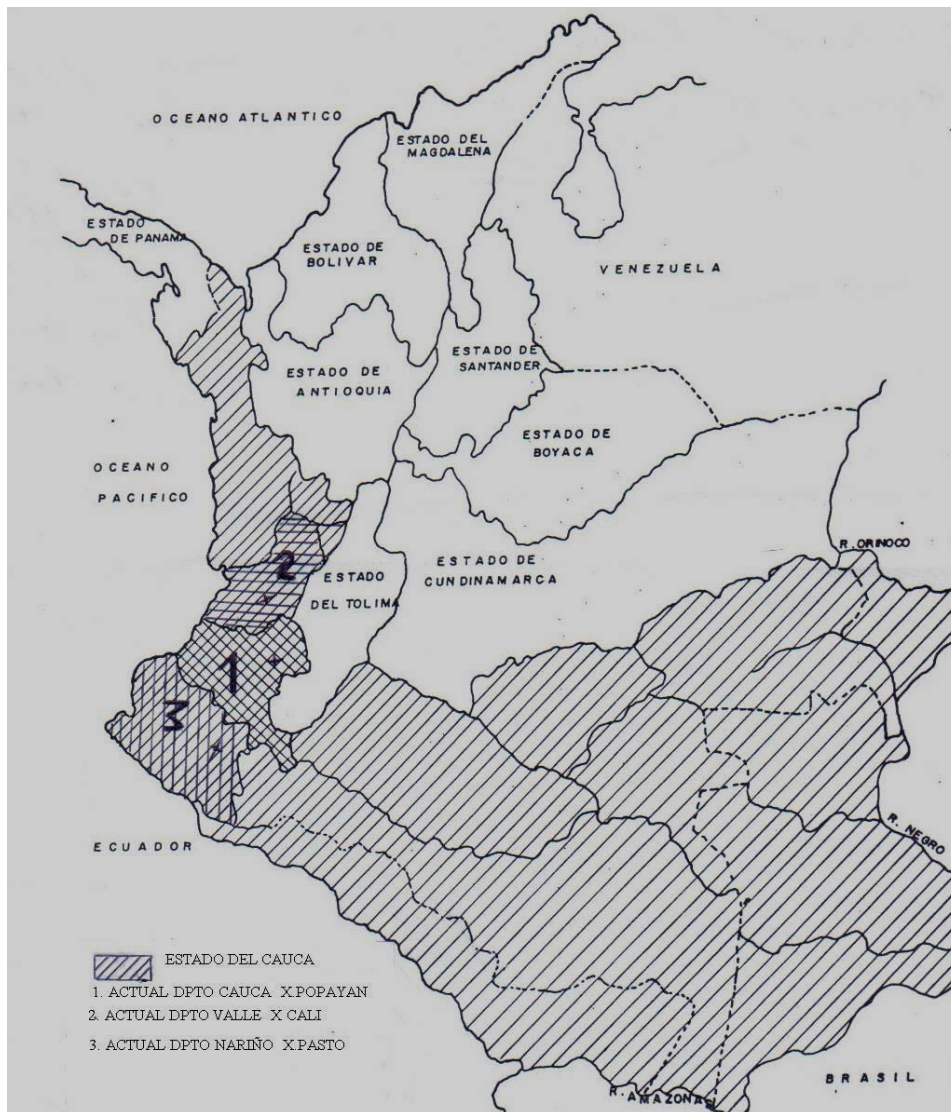 OCEANO ATLANTICO
ESTADO DEL
MAGDALENA
ESTADO
DE PANAMA
ESTADO DE
BOLIVAR
VENEZUELA
ESTADO DE
SANTANDER
ESTADO DE
ANTIOQUIA
ESTADO DE
BOYACA
OCEANO
PACIFICO
R. ORINOCO
2
ESTADO
DEL TOLIMA
ESTADO DE
CUNDINAMARCA
1
3
R. NEGRO
ECUADOR
ESTADO DEL CAUCA
1. ACTUAL DPTO CAUCA X.POPAYAN
2. ACTUAL DPTO VALLE X CALI
3. ACTUAL DPTO NARIÑO X.PASTO
BRASIL
R. AMAZONAS